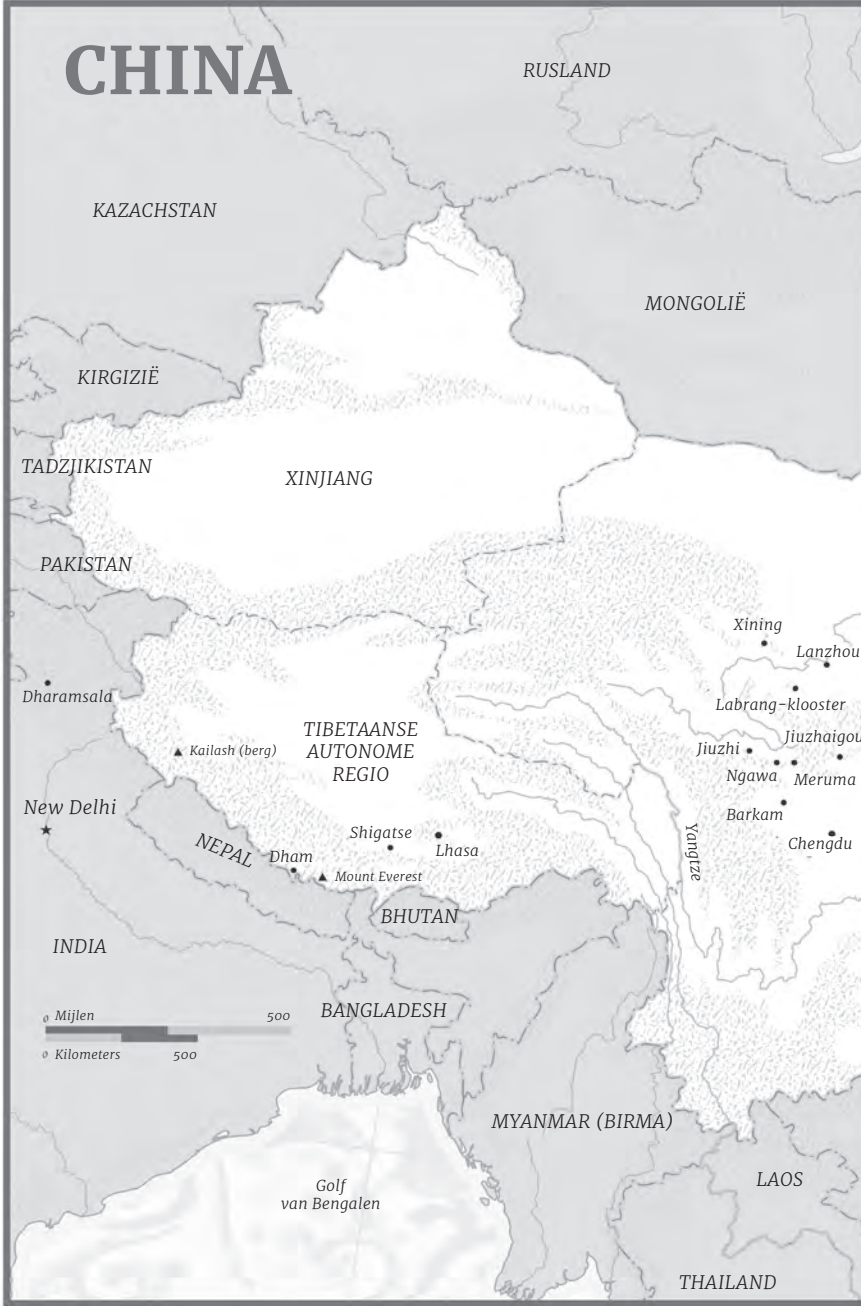 CHINA
RUSLAND
KAZACHSTAN
MONGOLIË
KIRGIZIË
TADZJIKISTAN
XINJIANG
PAKISTAN
Xining
Lanzhou
Dharamsala
Labrang-klooster
TIBETAANSE
AUTONOME
REGIO
Kailash (berg)
Jiuzhi
Jiuzhaigou
Ngawa
Meruma
New Delhi
Barkam
Shigatse
Lhasa
Chengdu
Yangtze
NEPAL
Dham
Mount Everest
BHUTAN
INDIA
BANGLADESH
0 Mijlen 500
0 Kilometers 500
MYANMAR (BIRMA)
LAOS
Golf
van Bengalen
THAILAND